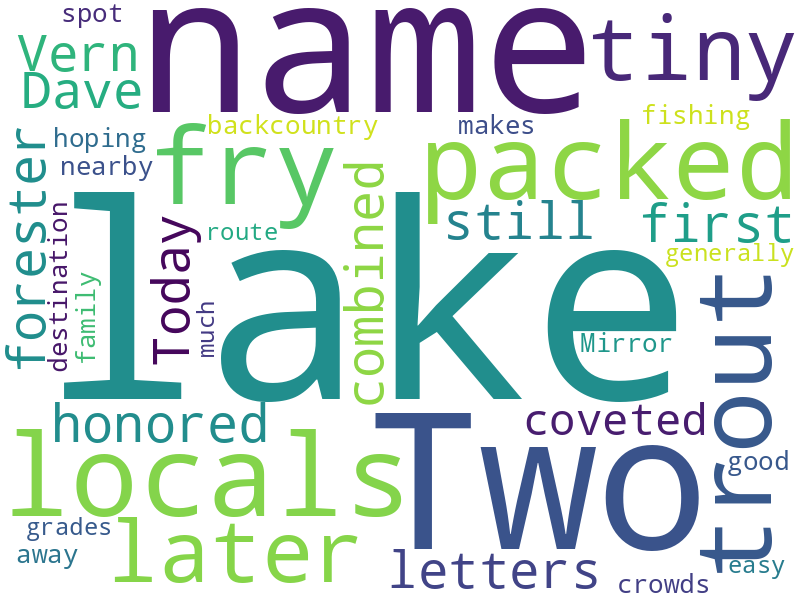 spot
name
tiny
Vern
Dave
hoping
backcountry
makes
fishing
nearby
fry
packed
forester
destination
family
Today
route
much
combined
still
first
generally
lake
Mirror
trout
honored
Two
coveted
locals
good
grades
away
later
letters
crowds
easy